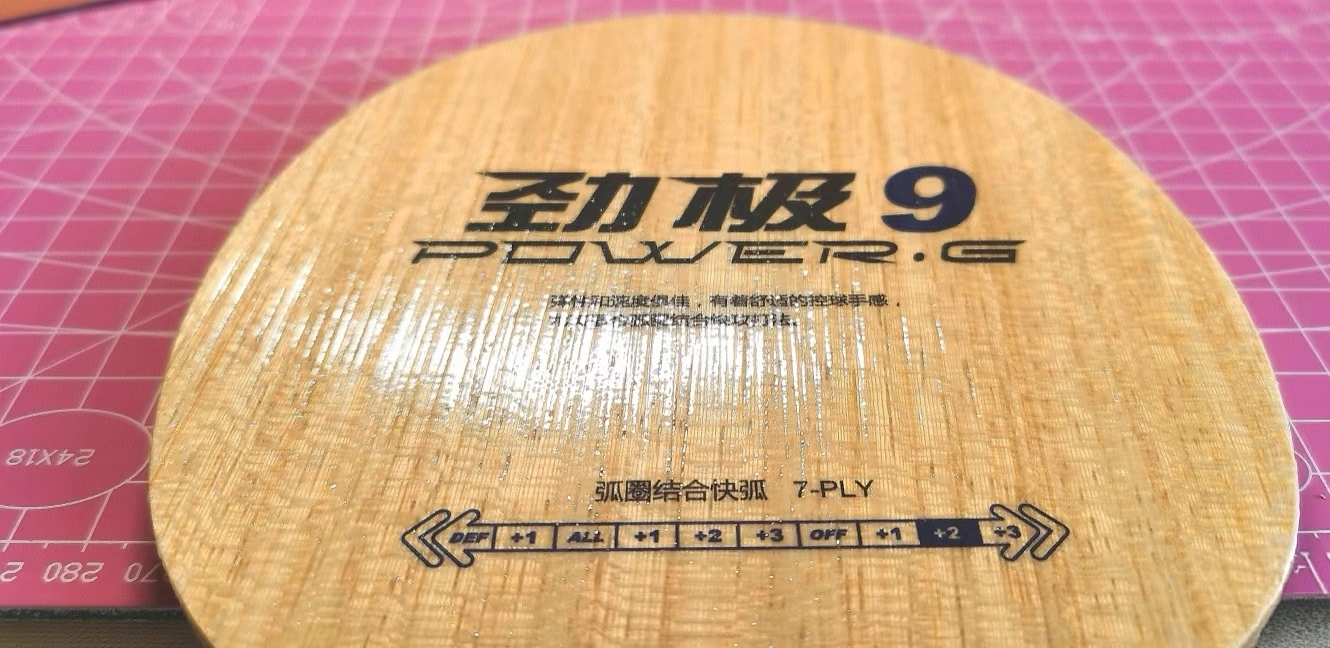 劲极9
POWER.G
弹性和速度俱佳，有着舒适的控球手感，
弧圈结合快弧 7-PLY
DEF +1 ALL +1 +2 +3 OFF +1 +2 +3
24X18
280